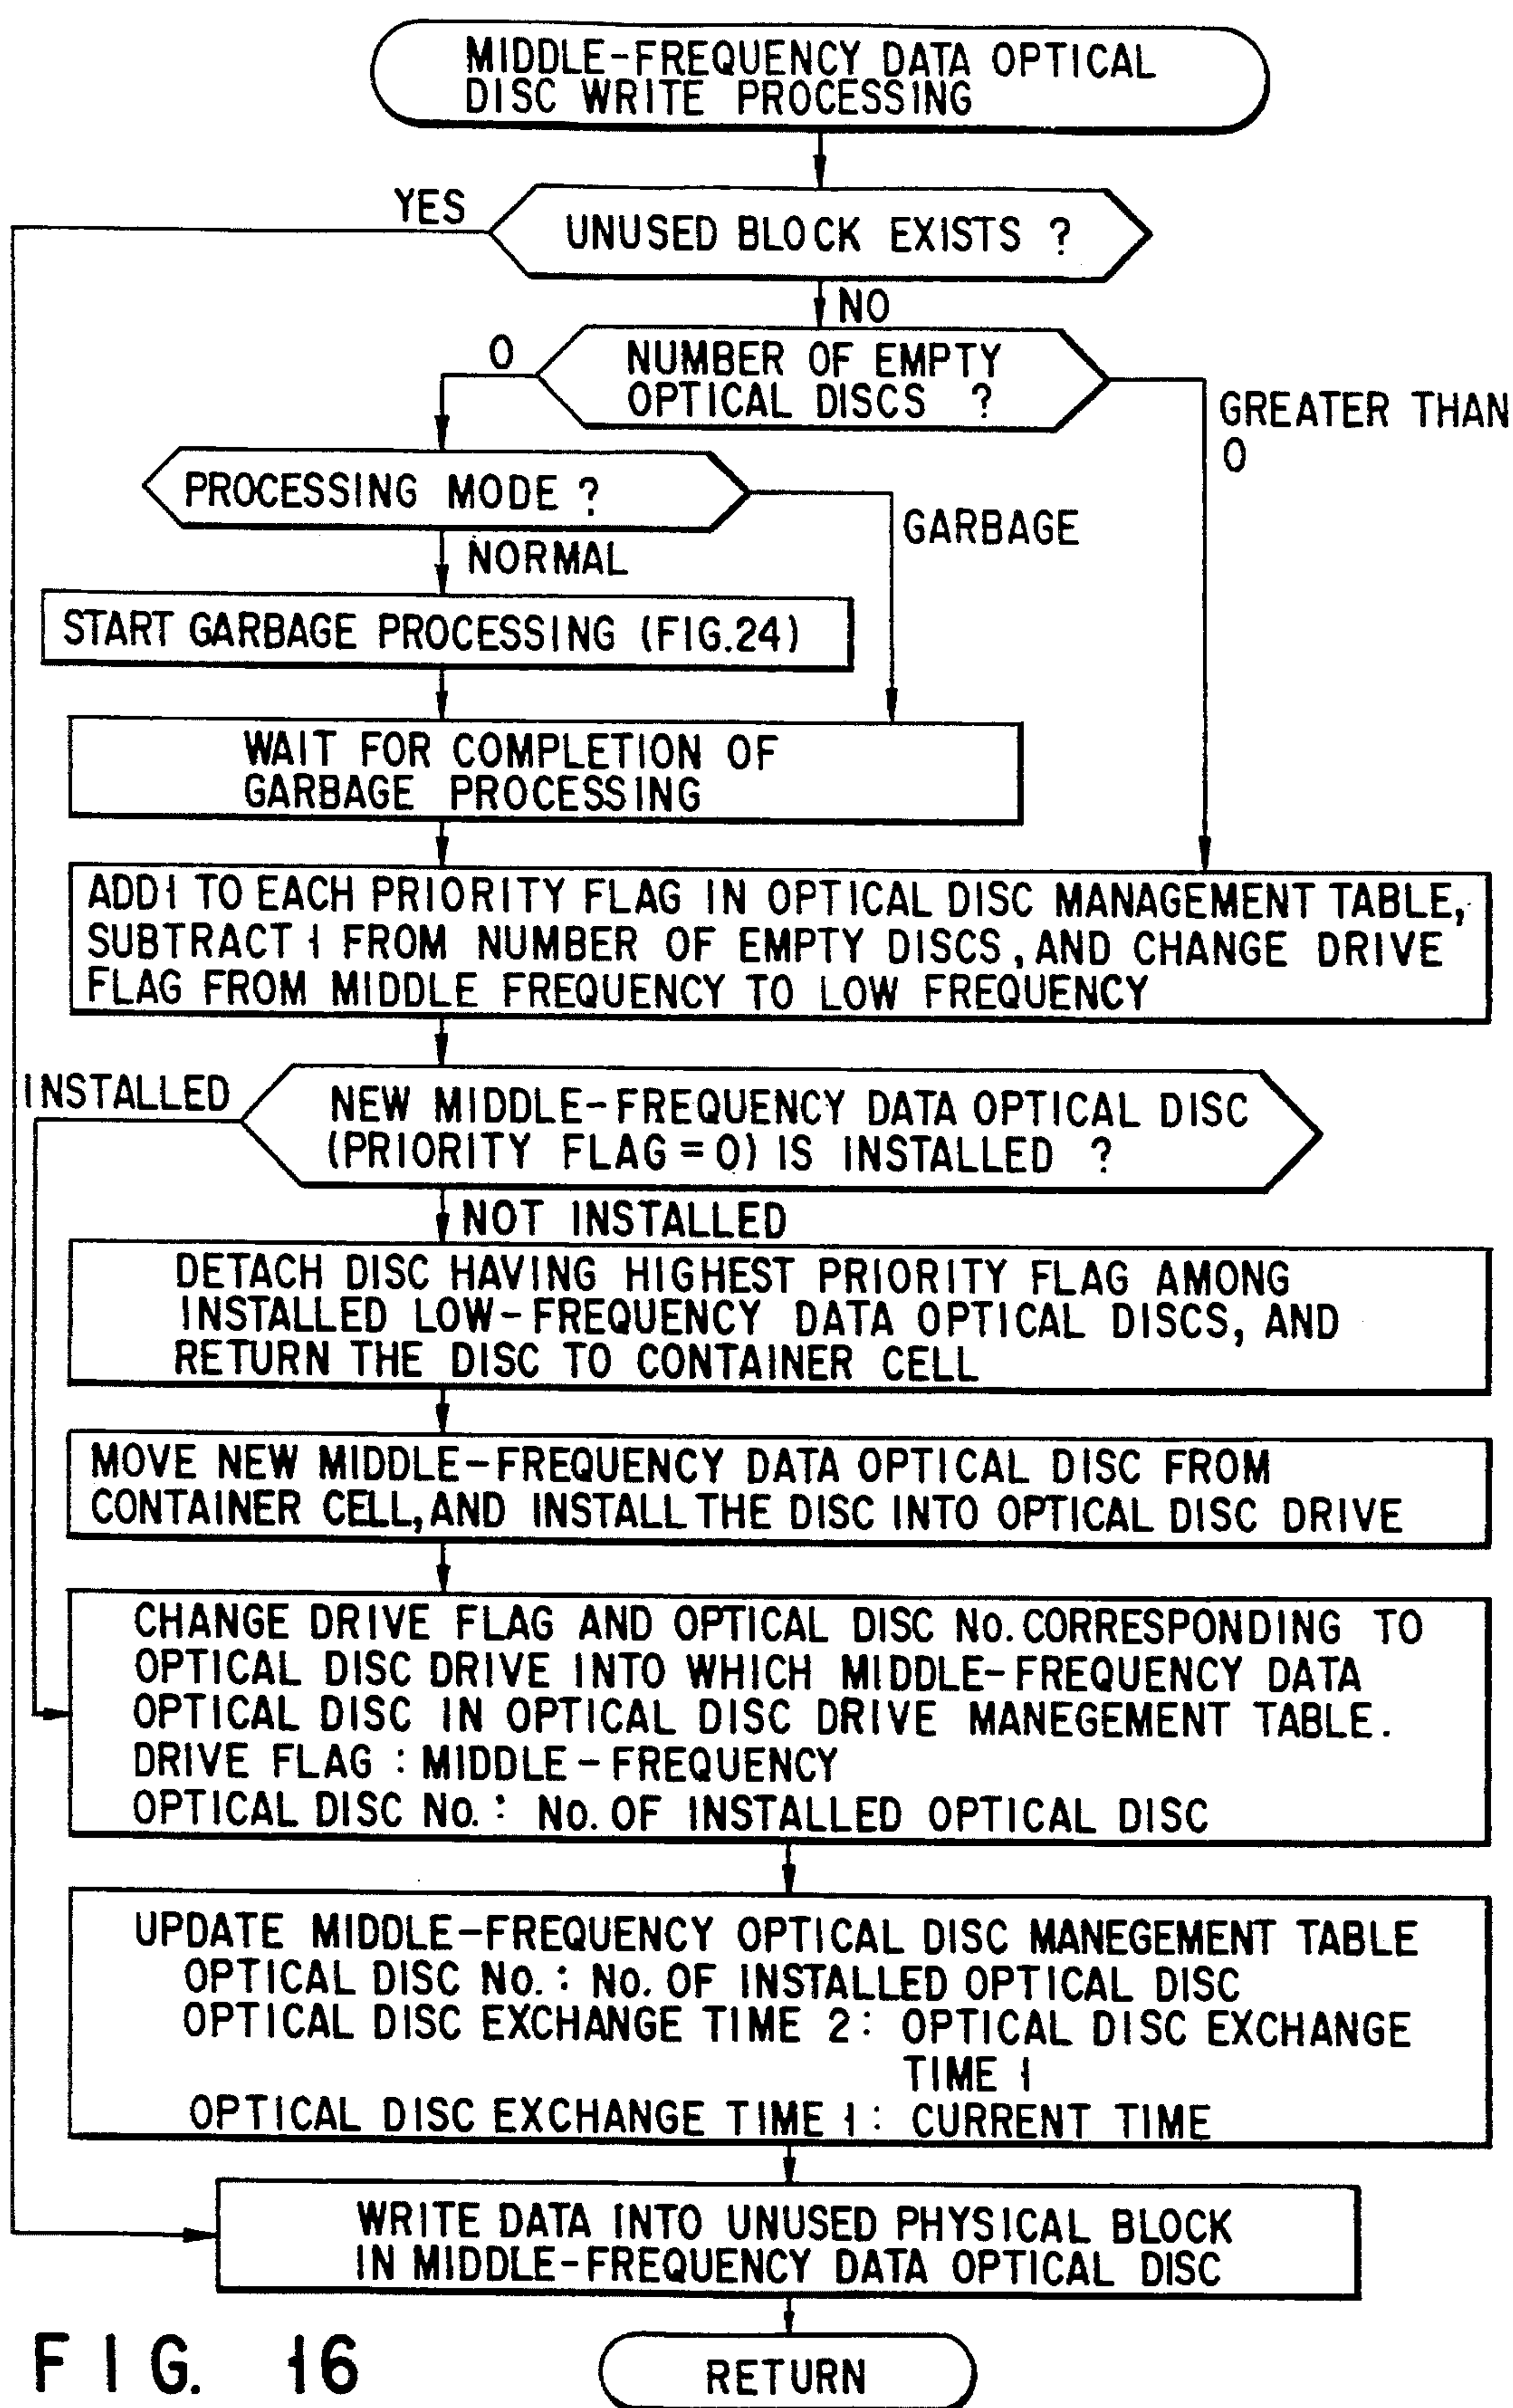 MIDDLE-FREQUENCY DATA OPTICAL
DISC WRITE PROCESSING
YES
UNUSED BLOCK EXISTS ?
NO
0
NUMBER OF EMPTY
OPTICAL DISCS ?
GREATER THAN
0
PROCESSING MODE ?
GARBAGE
NORMAL
START GARBAGE PROCESSING (FIG.24)
WAIT FOR COMPLETION OF
GARBAGE PROCESSING
ADD 1 TO EACH PRIORITY FLAG IN OPTICAL DISC MANAGEMENT TABLE,
SUBTRACT 1 FROM NUMBER OF EMPTY DISCS, AND CHANGE DRIVE
FLAG FROM MIDDLE FREQUENCY TO LOW FREQUENCY
INSTALLED
NEW MIDDLE-FREQUENCY DATA OPTICAL DISC
(PRIORITY FLAG = 0) IS INSTALLED ?
NOT INSTALLED
DETACH DISC HAVING HIGHEST PRIORITY FLAG AMONG
INSTALLED LOW-FREQUENCY DATA OPTICAL DISCS, AND
RETURN THE DISC TO CONTAINER CELL
MOVE NEW MIDDLE-FREQUENCY DATA OPTICAL DISC FROM
CONTAINER CELL, AND INSTALL THE DISC INTO OPTICAL DISC DRIVE
CHANGE DRIVE FLAG AND OPTICAL DISC No. CORRESPONDING TO
OPTICAL DISC DRIVE INTO WHICH MIDDLE-FREQUENCY DATA
OPTICAL DISC IN OPTICAL DISC DRIVE MANEGEMENT TABLE.
DRIVE FLAG : MIDDLE-FREQUENCY
OPTICAL DISC No. : No. OF INSTALLED OPTICAL DISC
UPDATE MIDDLE-FREQUENCY OPTICAL DISC MANEGEMENT TABLE
OPTICAL DISC NO. : No. OF INSTALLED OPTICAL DISC
OPTICAL DISC EXCHANGE TIME 2 : OPTICAL DISC EXCHANGE
TIME 1
OPTICAL DISC EXCHANGE TIME 1 : CURRENT TIME
WRITE DATA INTO UNUSED PHYSICAL BLOCK
IN MIDDLE-FREQUENCY DATA OPTICAL DISC
RETURN
FIG. 16